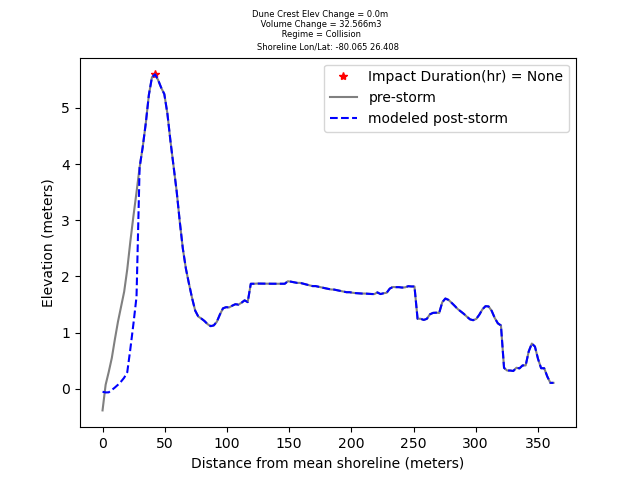 Dune Crest Elev Change = 0.0m
Volume Change = 32.566m3
Regime = Collision
Shoreline Lon/Lat: -80.065 26.408
Impact Duration(hr) = None
pre-storm
modeled post-storm
5
4
3
2
1
0
Elevation (meters)
0 50 100 150 200 250 300 350
Distance from mean shoreline (meters)